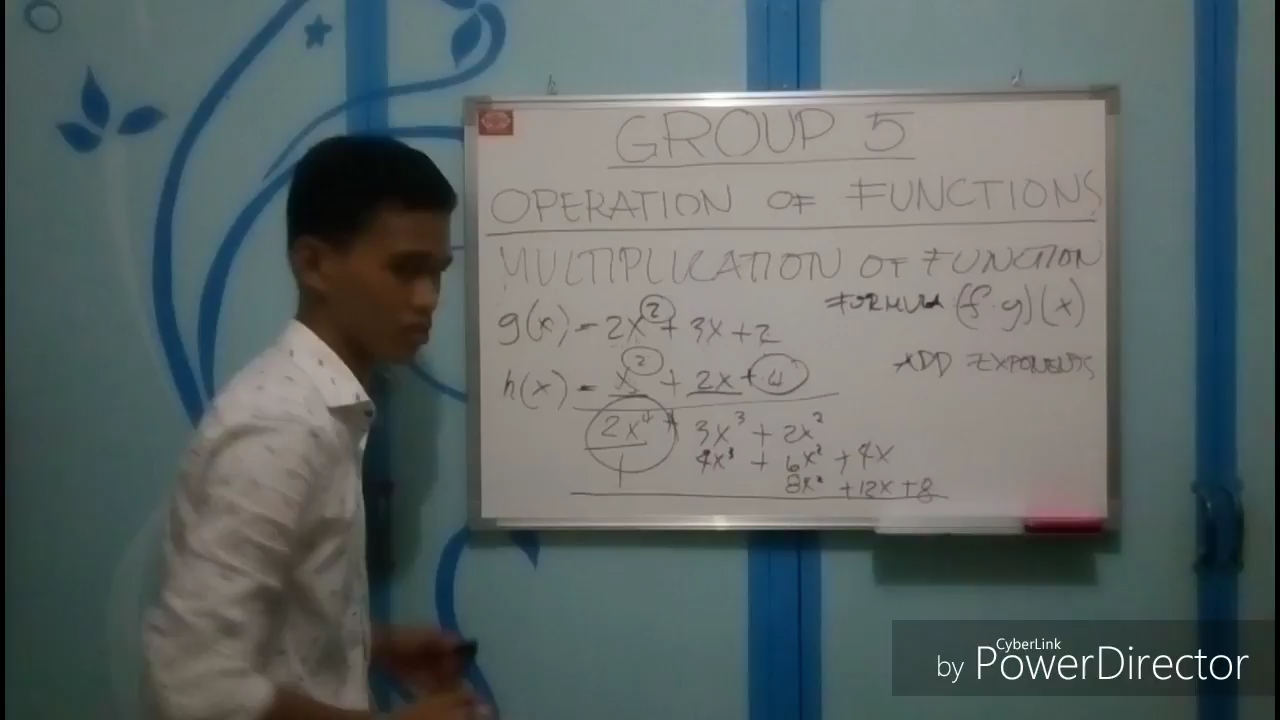 GROUP 5
OPERATION OF FUNCTIONS
MULTIPLICATION OF FUNCTION
FORMULA (f·g)(x)
g(x) = 2x² + 3x + 2
ADD EXPONENTS
h(x) = x² + 2x + 4
2x⁴ + 3x³ + 2x²
4x³ + 6x² + 4x
8x² + 12x + 8
CyberLink
by PowerDirector